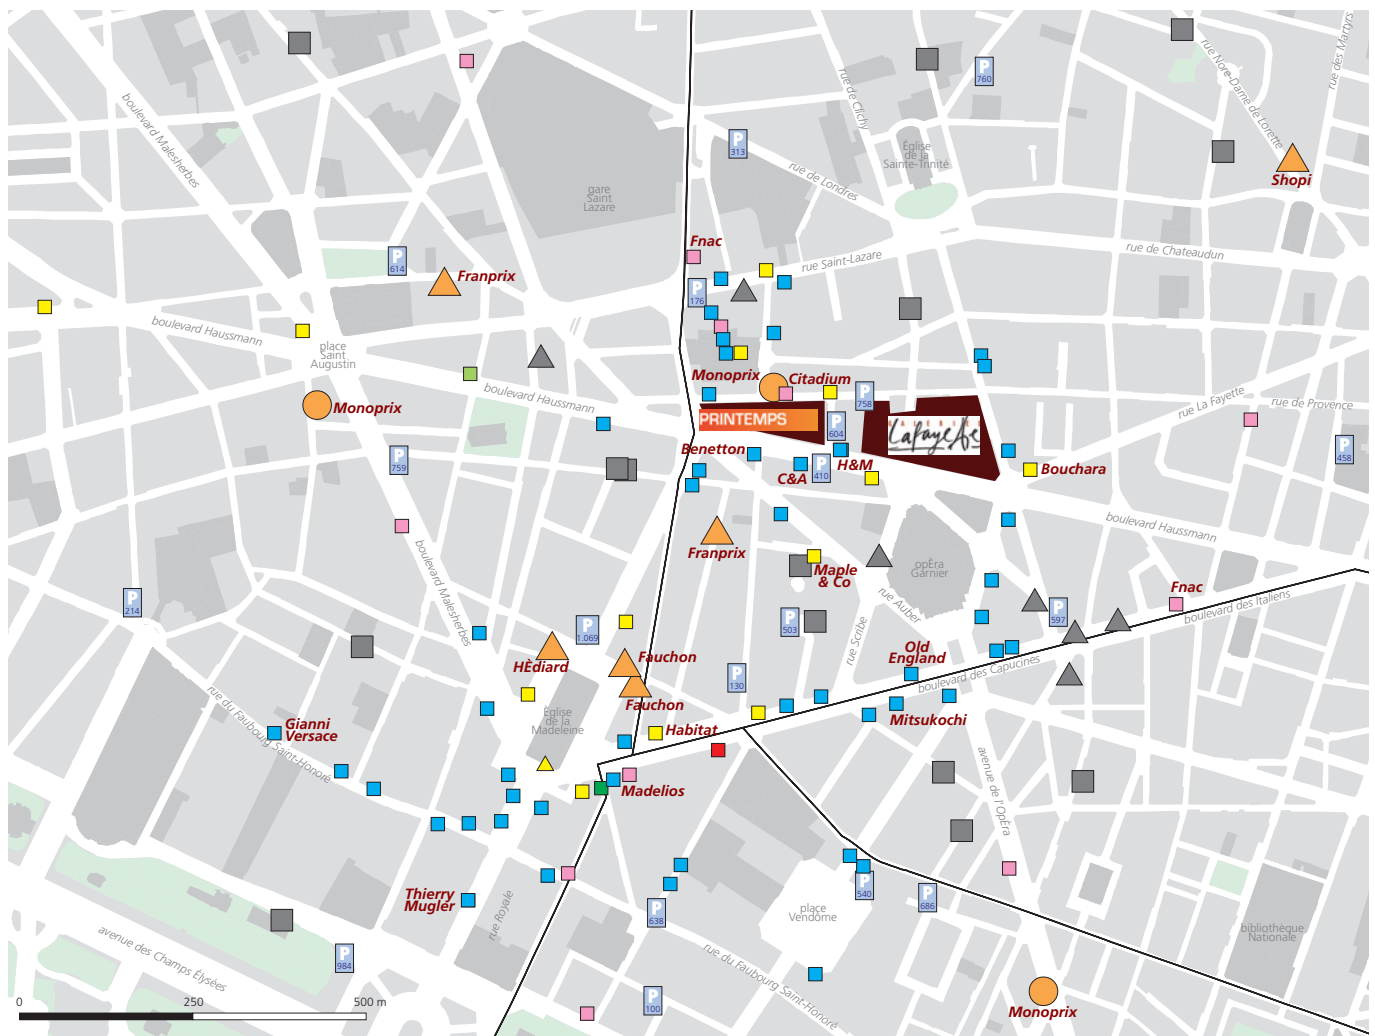 P
760
rue de Clichy
rue Nore-Dame de Lorette
rue des Martyrs
boulevard Malesherbes
P
313
Église
de la
Sainte-Trinité
rue de Londres
Shopi
gare
Saint
Lazare
Fnac
rue Saint-Lazare
rue de Chateaudun
P
614
Franprix
P
176
boulevard Haussmann
place
Saint
Augustin
Monoprix
Citadium
boulevard Haussmann
P
758
Monoprix
PRINTEMPS
P
604
GALERIES
Lafayette
rue La Fayette
rue de Provence
P
759
Benetton
C&A
P
410
H&M
Bouchara
P
458
boulevard Haussmann
Franprix
opÈra
Garnier
Maple
& Co
boulevard Malesherbes
rue Auber
Fnac
boulevard des Italiens
P
214
P
1.069
P
503
P
597
rue Scribe
HÈdiard
Fauchon
Old
England
boulevard des Capucines
P
130
Fauchon
Mitsukochi
rue du Faubourg Saint-Honoré
Gianni
Versace
Église
de la
Madeleine
Habitat
avenue de l'OpÈra
Madelios
Thierry
Mugler
rue Royale
P
540
P
686
P
638
place
Vendôme
bibliothèque
Nationale
avenue des Champs Élysées
P
984
rue du Faubourg Saint-Honoré
P
100
Monoprix
0
250
500 m